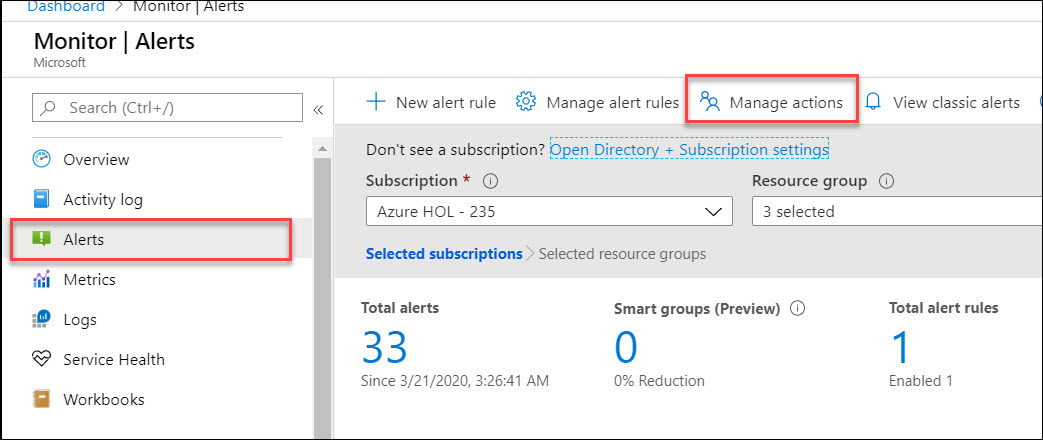 Dashboard > Monitor | Alerts
Monitor | Alerts
Microsoft
Search (Ctrl+/)
«
Overview
Activity log
Alerts
Metrics
Logs
Service Health
Workbooks
New alert rule Manage alert rules Manage actions View classic alerts
Don't see a subscription? Open Directory + Subscription settings
Subscription * Resource group
Azure HOL - 235 3 selected
Selected subscriptions > Selected resource groups
Total alerts Smart groups (Preview) Total alert rules
33 0 1
Since 3/21/2020, 3:26:41 AM 0% Reduction Enabled 1